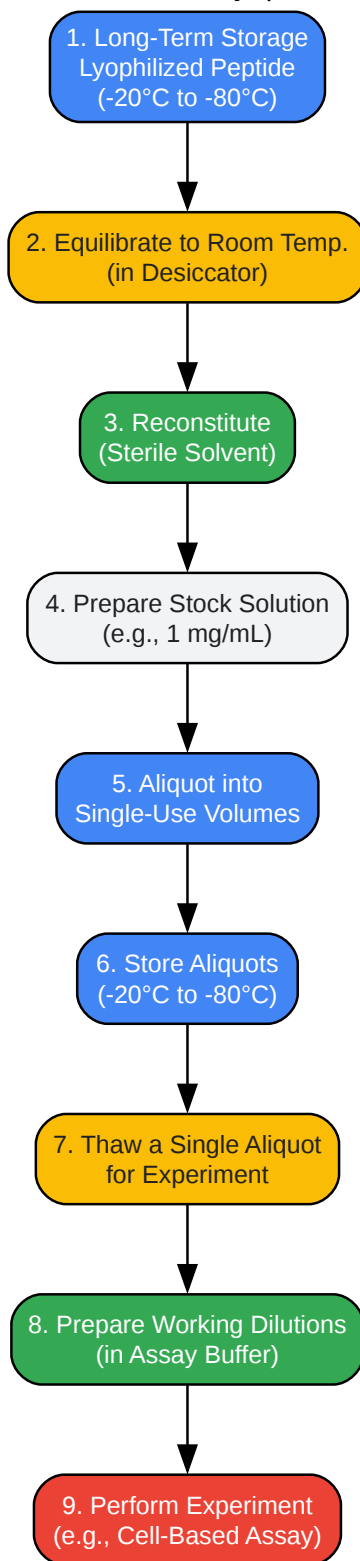 1. Long-Term Storage
Lyophilized Peptide
(-20°C to -80°C)
2. Equilibrate to Room Temp.
(in Desiccator)
3. Reconstitute
(Sterile Solvent)
4. Prepare Stock Solution
(e.g., 1 mg/mL)
5. Aliquot into
Single-Use Volumes
6. Store Aliquots
(-20°C to -80°C)
7. Thaw a Single Aliquot
for Experiment
8. Prepare Working Dilutions
(in Assay Buffer)
9. Perform Experiment
(e.g., Cell-Based Assay)